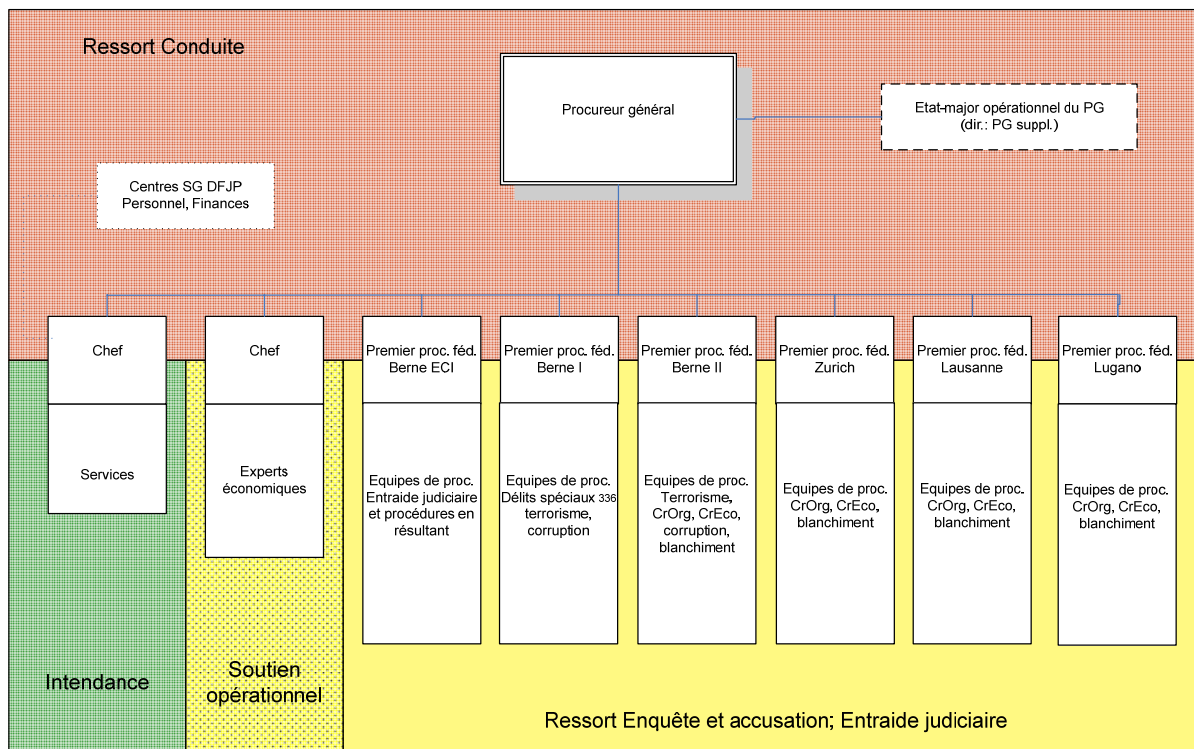 Ressort Conduite
Procureur général
Etat-major opérationnel du PG
(dir.: PG suppl.)
Centres SG DFJP
Personnel, Finances
Chef
Chef
Premier proc. féd.
Berne ECI
Premier proc. féd.
Berne I
Premier proc. féd.
Berne II
Premier proc. féd.
Zurich
Premier proc. féd.
Lausanne
Premier proc. féd.
Lugano
Services
Experts
économiques
Equipes de proc.
Entraide judiciaire
et procédures en
résultant
Equipes de proc.
Délits spéciaux 336
terrorisme,
corruption
Equipes de proc.
Terrorisme,
CrOrg, CrEco,
corruption,
blanchiment
Equipes de proc.
CrOrg, CrEco,
blanchiment
Equipes de proc.
CrOrg, CrEco,
blanchiment
Equipes de proc.
CrOrg, CrEco,
blanchiment
Intendance
Soutien
opérationnel
Ressort Enquête et accusation; Entraide judiciaire